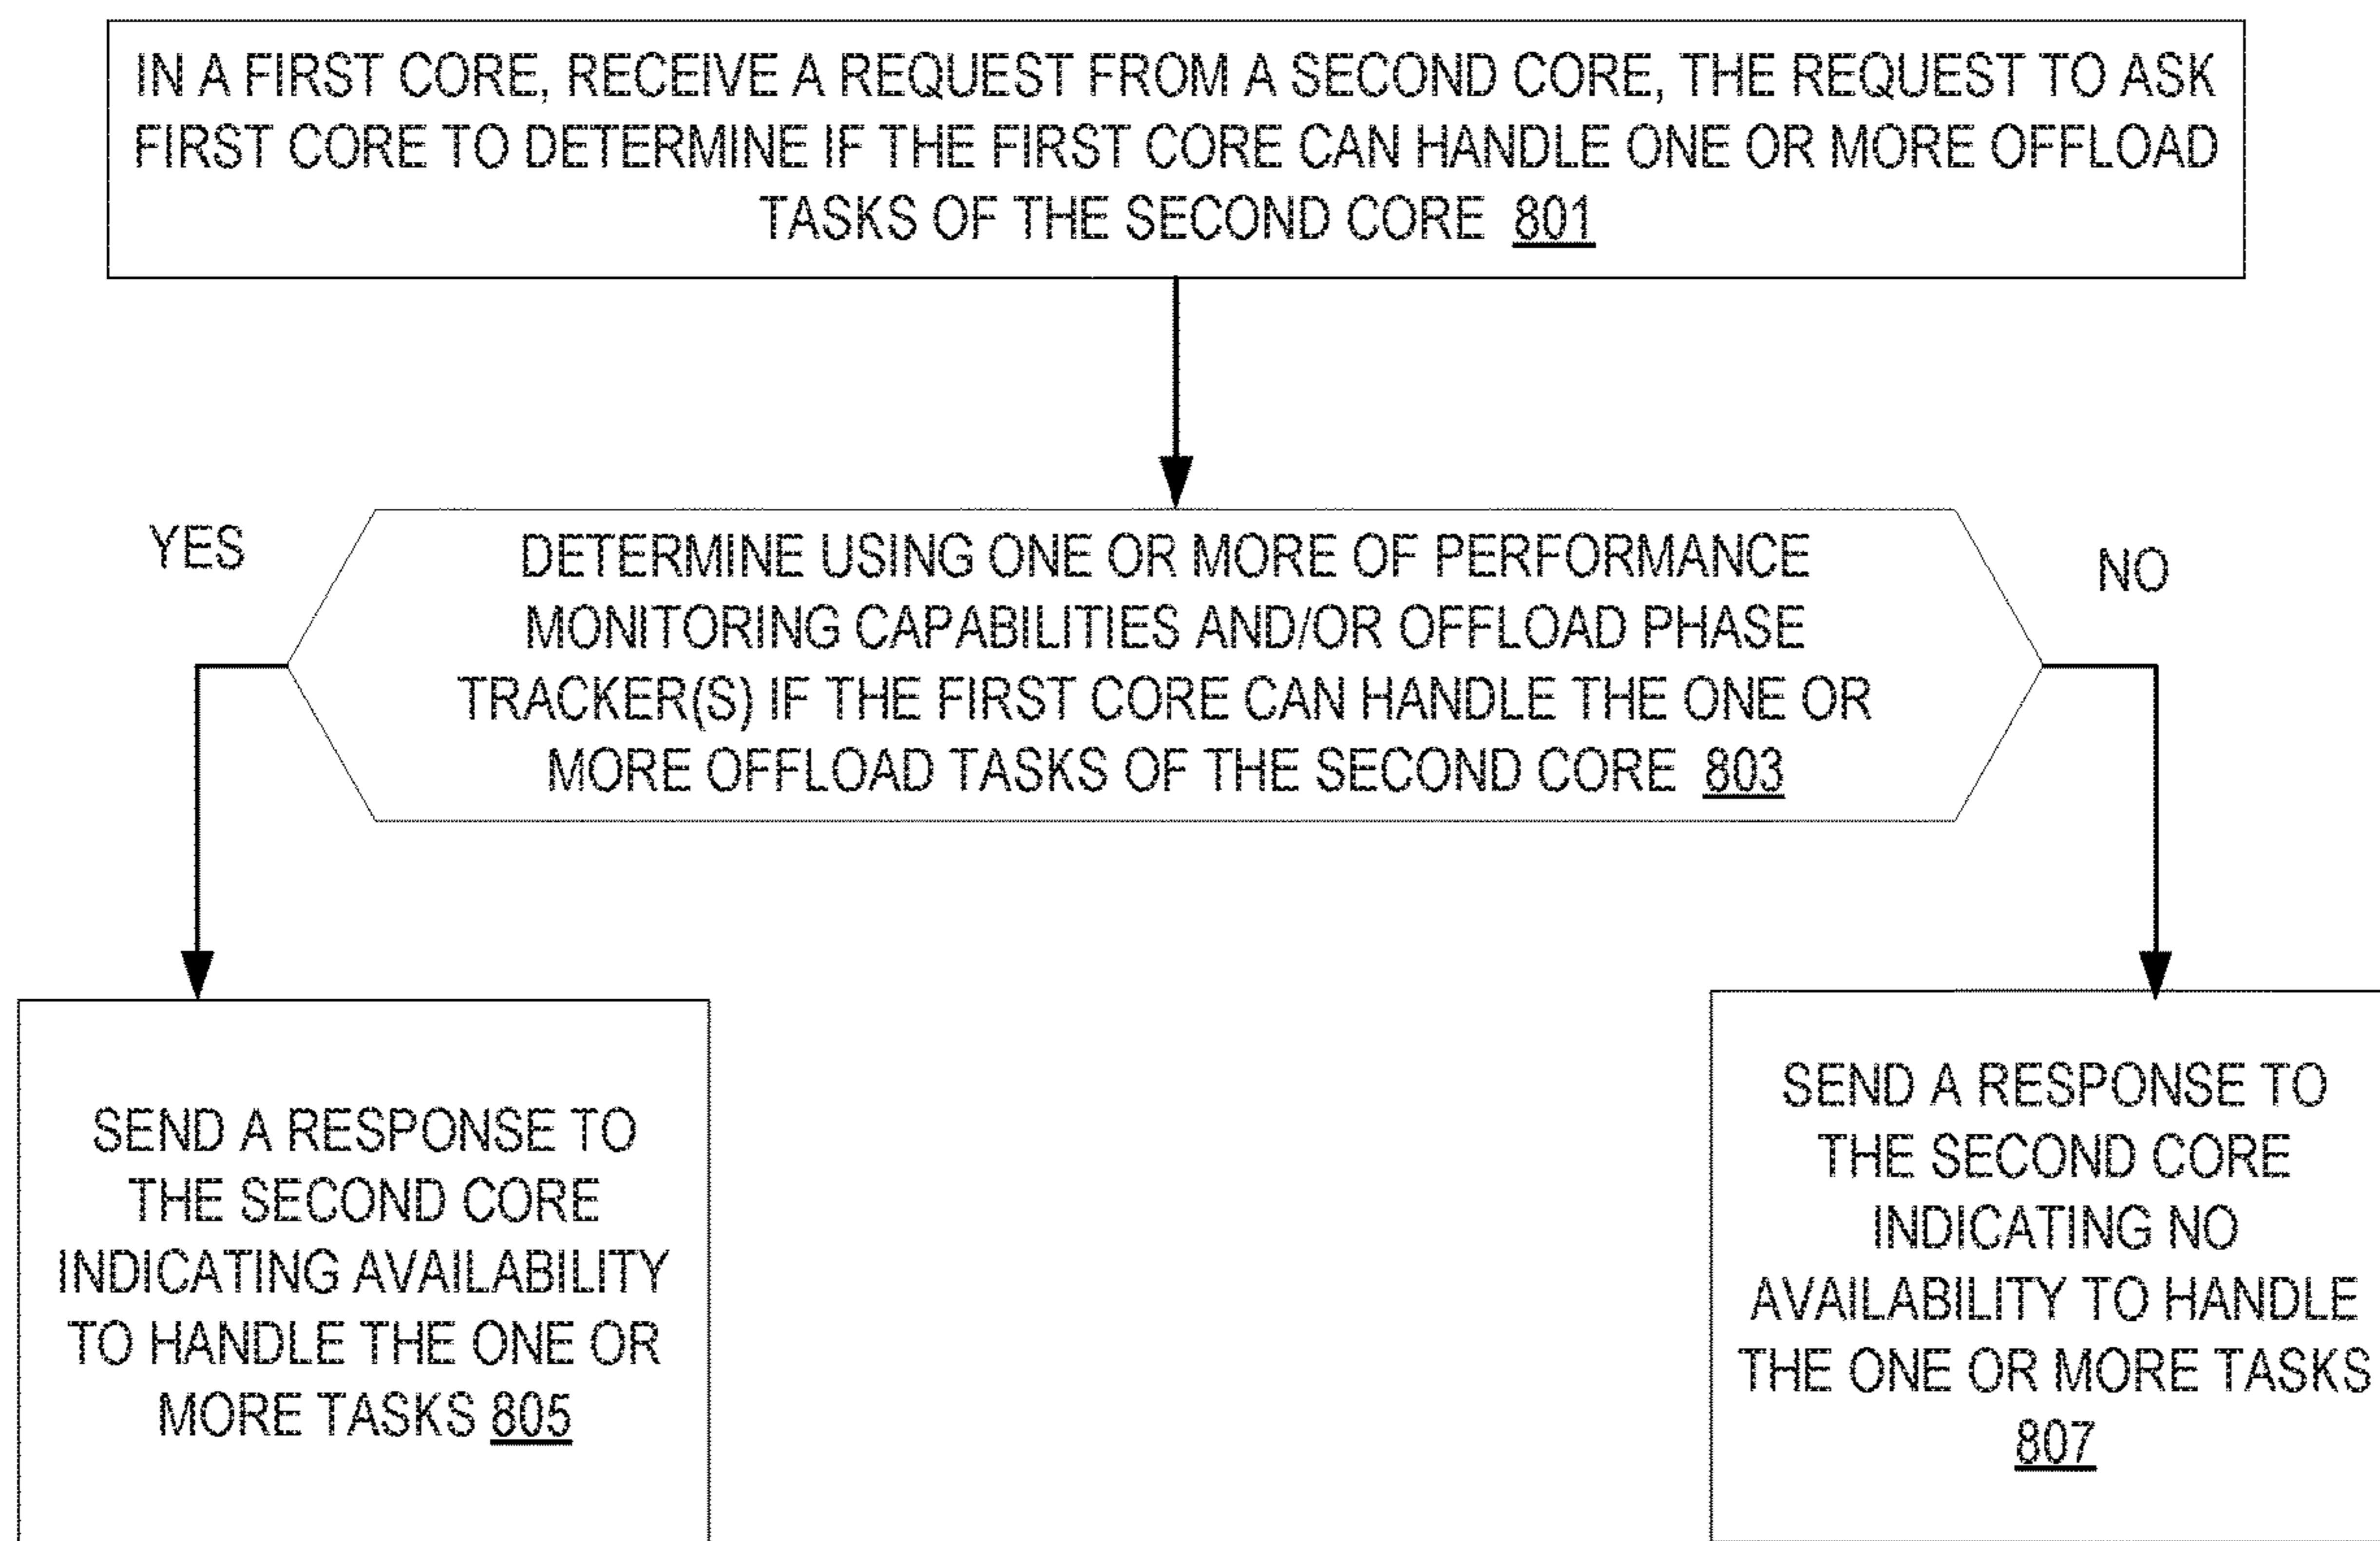 IN A FIRST CORE, RECEIVE A REQUEST FROM A SECOND CORE, THE REQUEST TO ASK
FIRST CORE TO DETERMINE IF THE FIRST CORE CAN HANDLE ONE OR MORE OFFLOAD
TASKS OF THE SECOND CORE 801
YES
DETERMINE USING ONE OR MORE OF PERFORMANCE
MONITORING CAPABILITIES AND/OR OFFLOAD PHASE
TRACKER(S) IF THE FIRST CORE CAN HANDLE THE ONE OR
MORE OFFLOAD TASKS OF THE SECOND CORE 803
NO
SEND A RESPONSE TO
THE SECOND CORE
INDICATING AVAILABILITY
TO HANDLE THE ONE OR
MORE TASKS 805
SEND A RESPONSE TO
THE SECOND CORE
INDICATING NO
AVAILABILITY TO HANDLE
THE ONE OR MORE TASKS
807